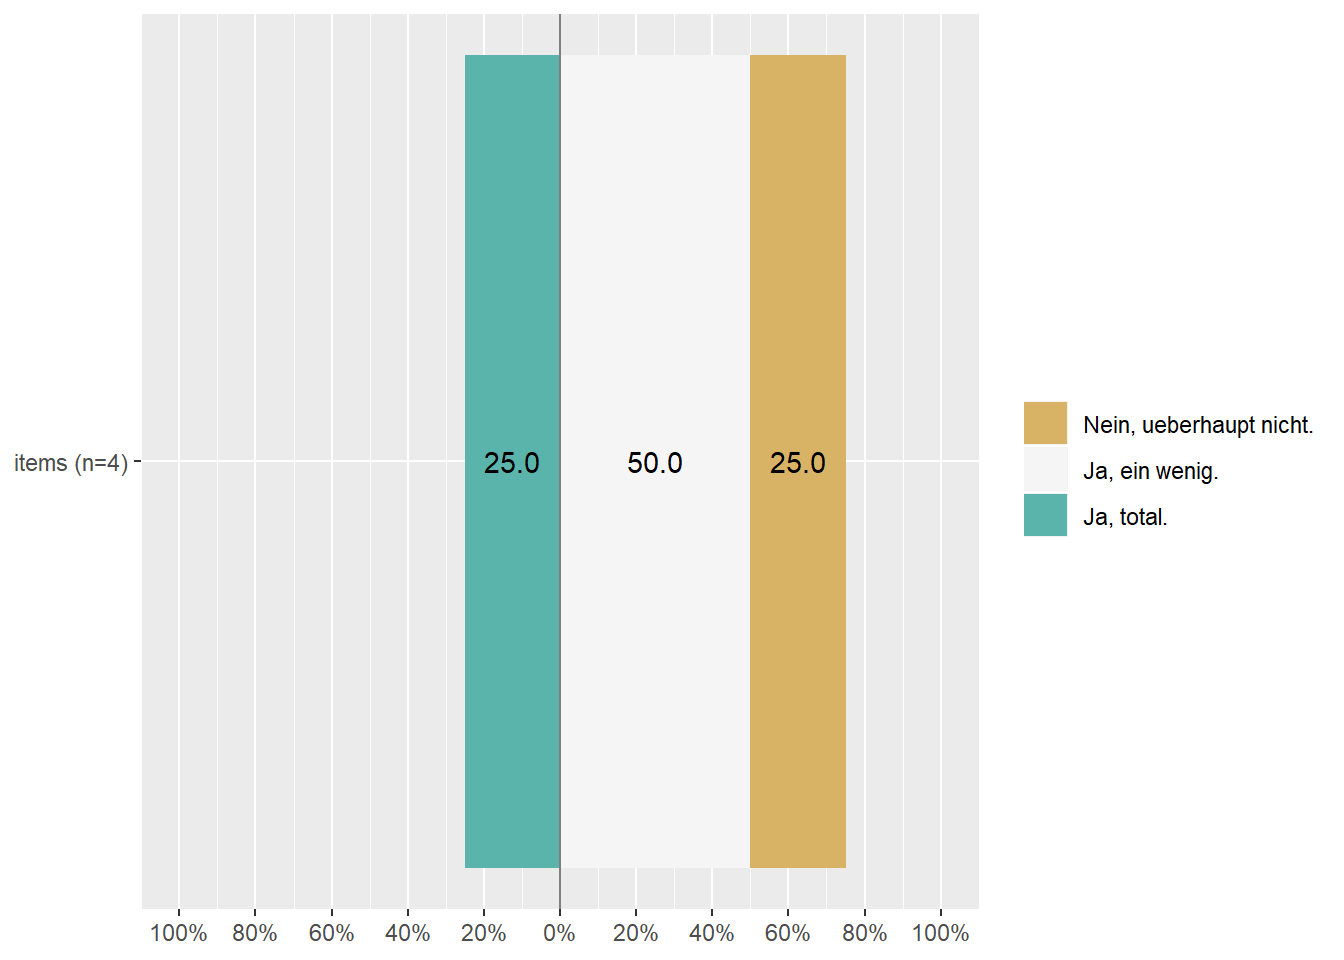 items (n=4)
25.0 50.0 25.0
100% 80% 60% 40% 20% 0% 20% 40% 60% 80% 100%
Nein, ueberhaupt nicht.
Ja, ein wenig.
Ja, total.